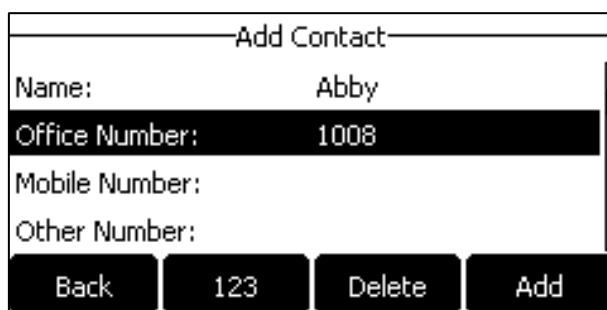 Add Contact
Name: Abby
Office Number: 1008
Mobile Number:
Other Number:
Back 123 Delete Add